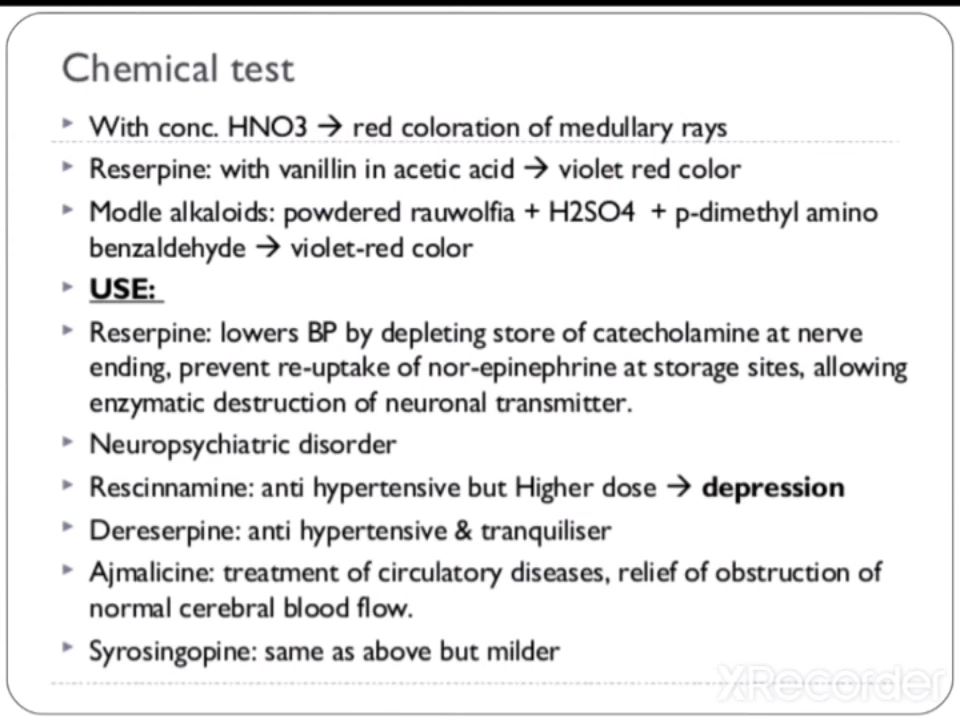 Chemical test
With conc. HNO3 → red coloration of medullary rays
Reserpine: with vanillin in acetic acid → violet red color
Modle alkaloids: powdered rauwolfia + H2SO4 + p-dimethyl amino
benzaldehyde → violet-red color
USE:
Reserpine: lowers BP by depleting store of catecholamine at nerve
ending, prevent re-uptake of nor-epinephrine at storage sites, allowing
enzymatic destruction of neuronal transmitter.
Neuropsychiatric disorder
Rescinnamine: anti hypertensive but Higher dose → depression
Dereserpine: anti hypertensive & tranquiliser
Ajmalicine: treatment of circulatory diseases, relief of obstruction of
normal cerebral blood flow.
Syrosingopine: same as above but milder
XRecorder